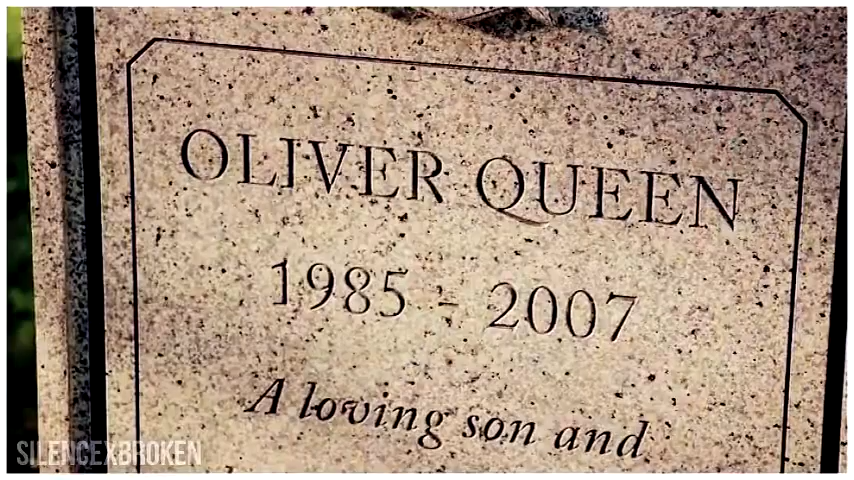 OLIVER QUEEN
1985 - 2007
A loving son and
SILENCEXBROKEN